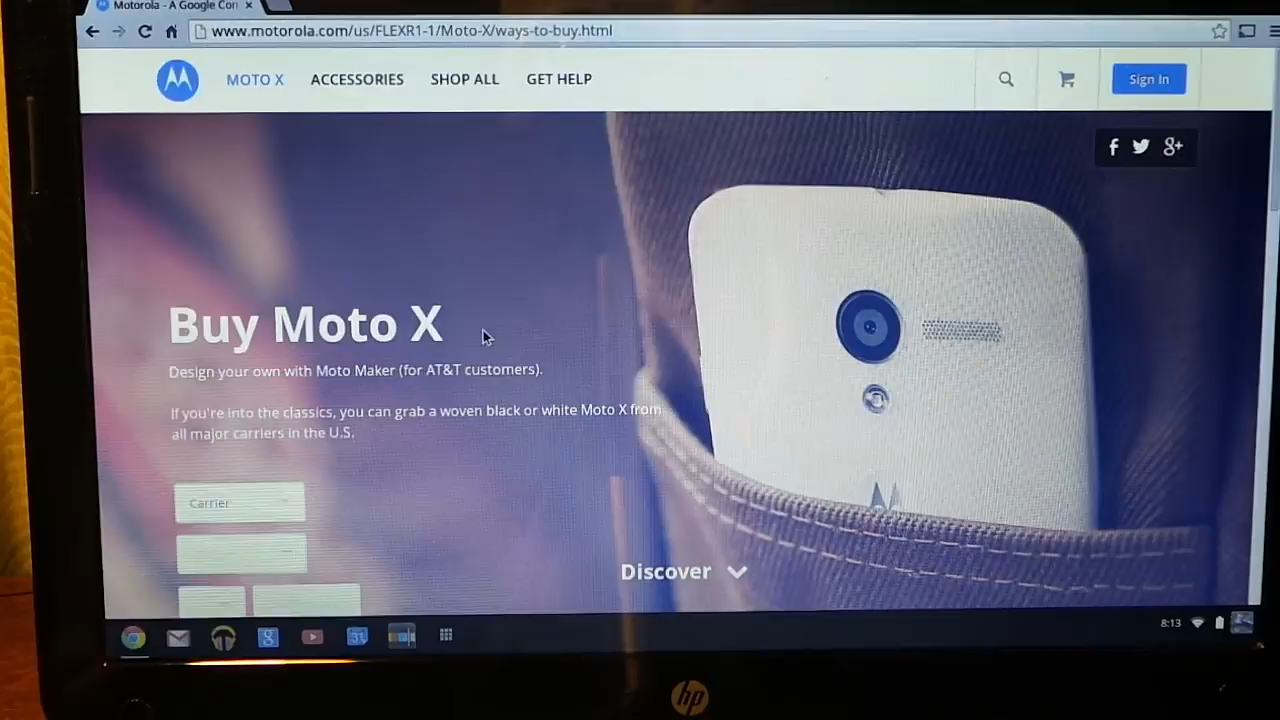 Motorola - A Google Con
www.motorola.com/us/FLEXR1-1/Moto-X/ways-to-buy.html
MOTO X ACCESSORIES SHOP ALL GET HELP Sign In
f g+
Buy Moto X
Design your own with Moto Maker (for AT&T customers).
If you're into the classics, you can grab a woven black or white Moto X from
all major carriers in the U.S.
Carrier
Discover
8 31 8:13
hp